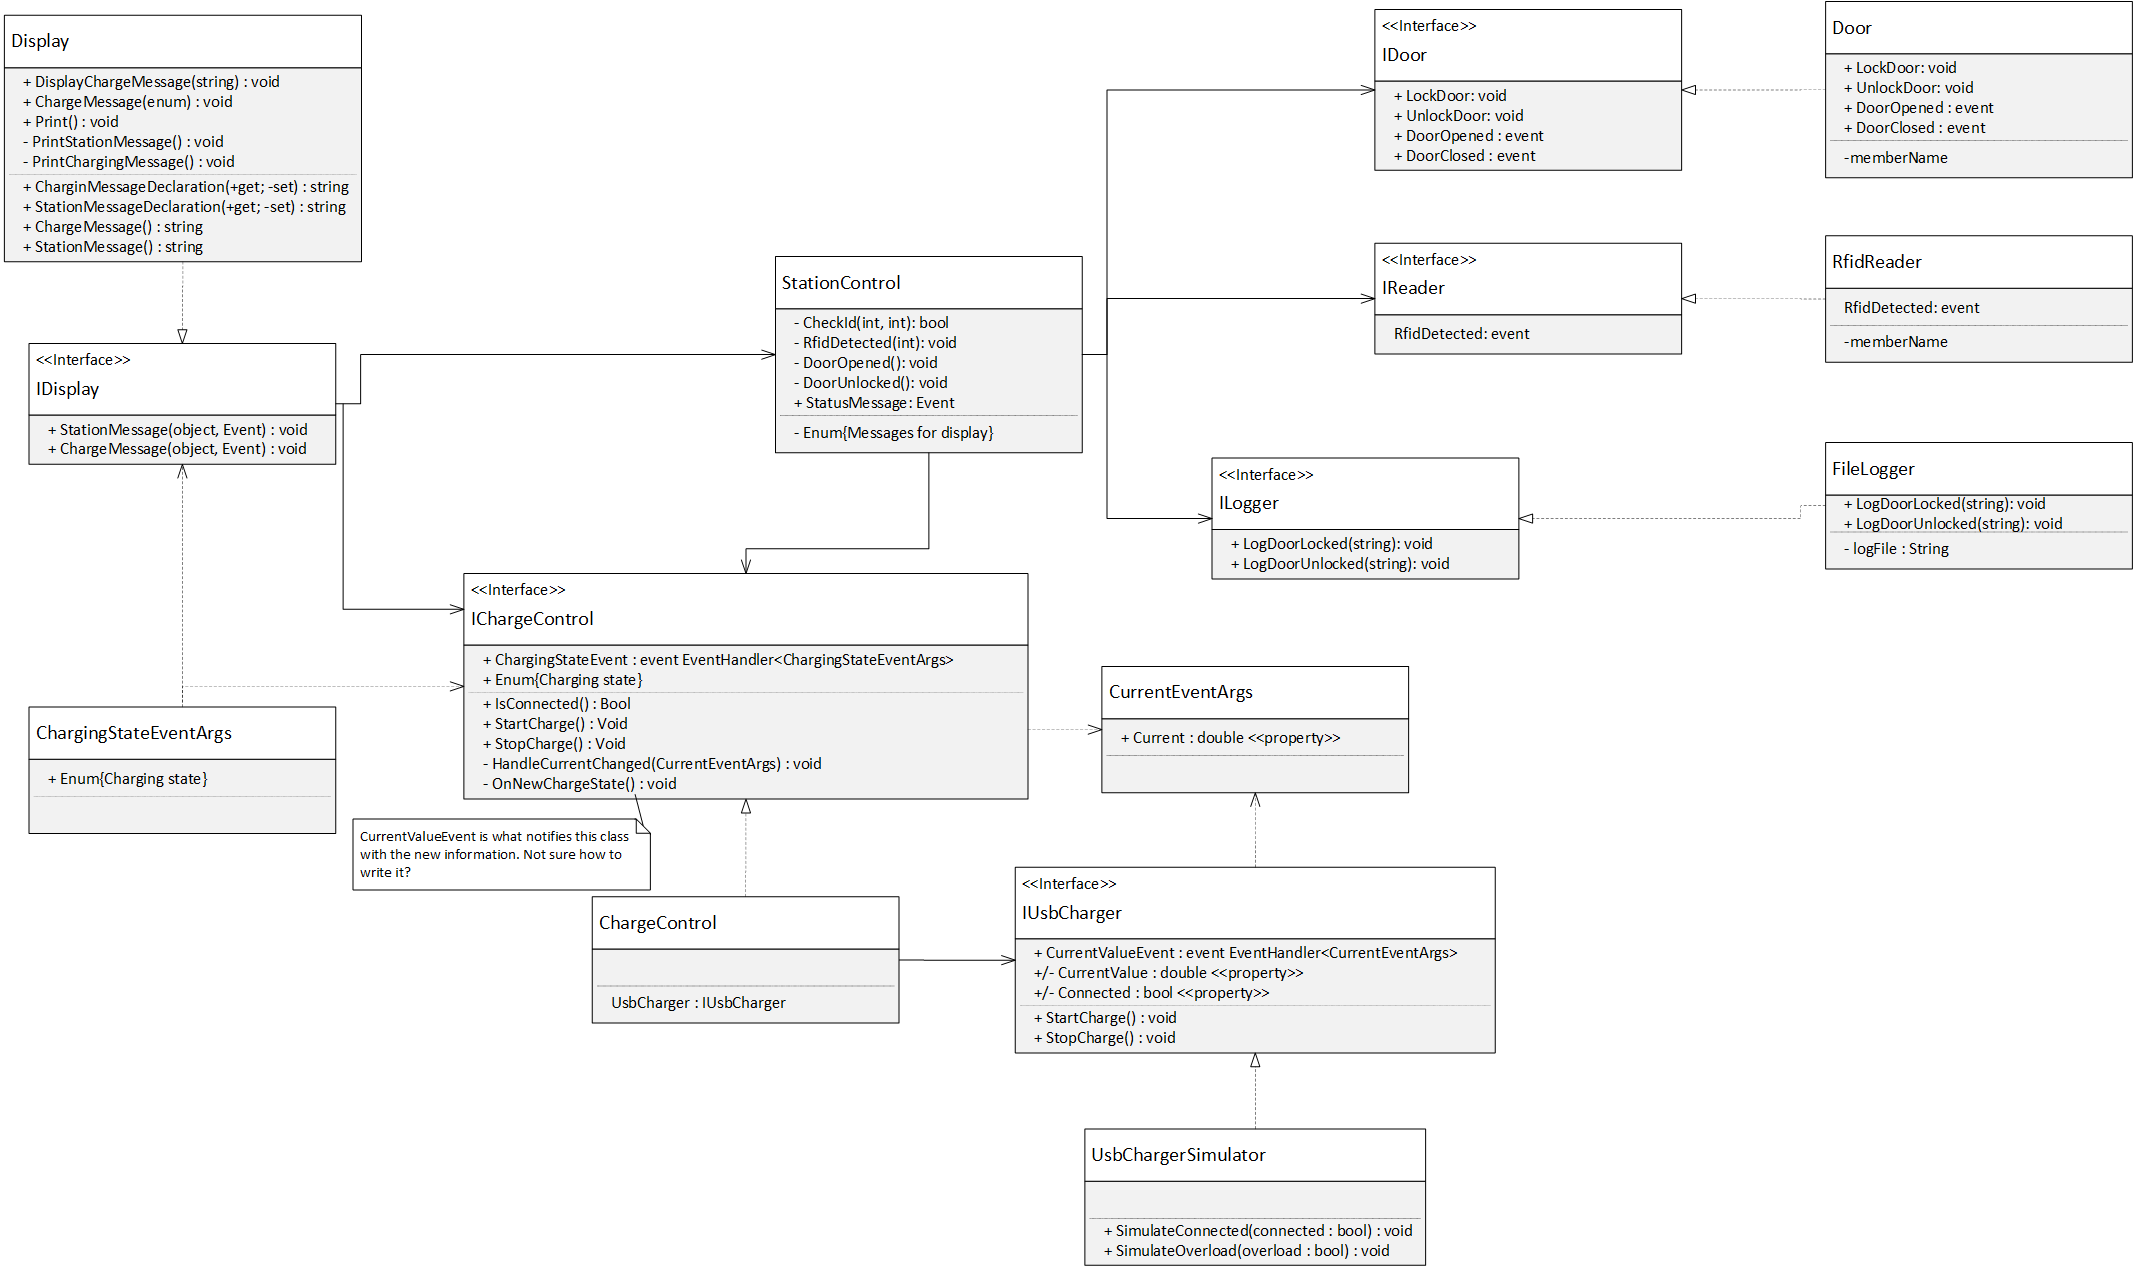 Display
+ DisplayChargeMessage(string) : void
+ ChargeMessage(enum) : void
+ Print() : void
- PrintStationMessage() : void
- PrintChargingMessage() : void
+ CharginMessageDeclaration(+get; -set) : string
+ StationMessageDeclaration(+get; -set) : string
+ ChargeMessage() : string
+ StationMessage() : string
<<Interface>>
IDisplay
+ StationMessage(object, Event) : void
+ ChargeMessage(object, Event) : void
ChargingStateEventArgs
+ Enum{Charging state}
StationControl
- CheckId(int, int): bool
- RfidDetected(int): void
- DoorOpened(): void
- DoorUnlocked(): void
+ StatusMessage: Event
- Enum{Messages for display}
<<Interface>>
IChargeControl
+ ChargingStateEvent : event EventHandler<ChargingStateEventArgs>
+ Enum{Charging state}
+ IsConnected() : Bool
+ StartCharge() : Void
+ StopCharge() : Void
- HandleCurrentChanged(CurrentEventArgs) : void
- OnNewChargeState() : void
CurrentValueEvent is what notifies this class
with the new information. Not sure how to
write it?
ChargeControl
UsbCharger : IUsbCharger
<<Interface>>
IDoor
+ LockDoor: void
+ UnlockDoor: void
+ DoorOpened : event
+ DoorClosed : event
Door
+ LockDoor: void
+ UnlockDoor: void
+ DoorOpened : event
+ DoorClosed : event
-memberName
<<Interface>>
IReader
RfidDetected: event
RfidReader
RfidDetected: event
-memberName
<<Interface>>
ILogger
+ LogDoorLocked(string): void
+ LogDoorUnlocked(string): void
FileLogger
+ LogDoorLocked(string): void
+ LogDoorUnlocked(string): void
- logFile : String
CurrentEventArgs
+ Current : double <<property>>
<<Interface>>
IUsbCharger
+ CurrentValueEvent : event EventHandler<CurrentEventArgs>
+/- CurrentValue : double <<property>>
+/- Connected : bool <<property>>
+ StartCharge() : void
+ StopCharge() : void
UsbChargerSimulator
+ SimulateConnected(connected : bool) : void
+ SimulateOverload(overload : bool) : void